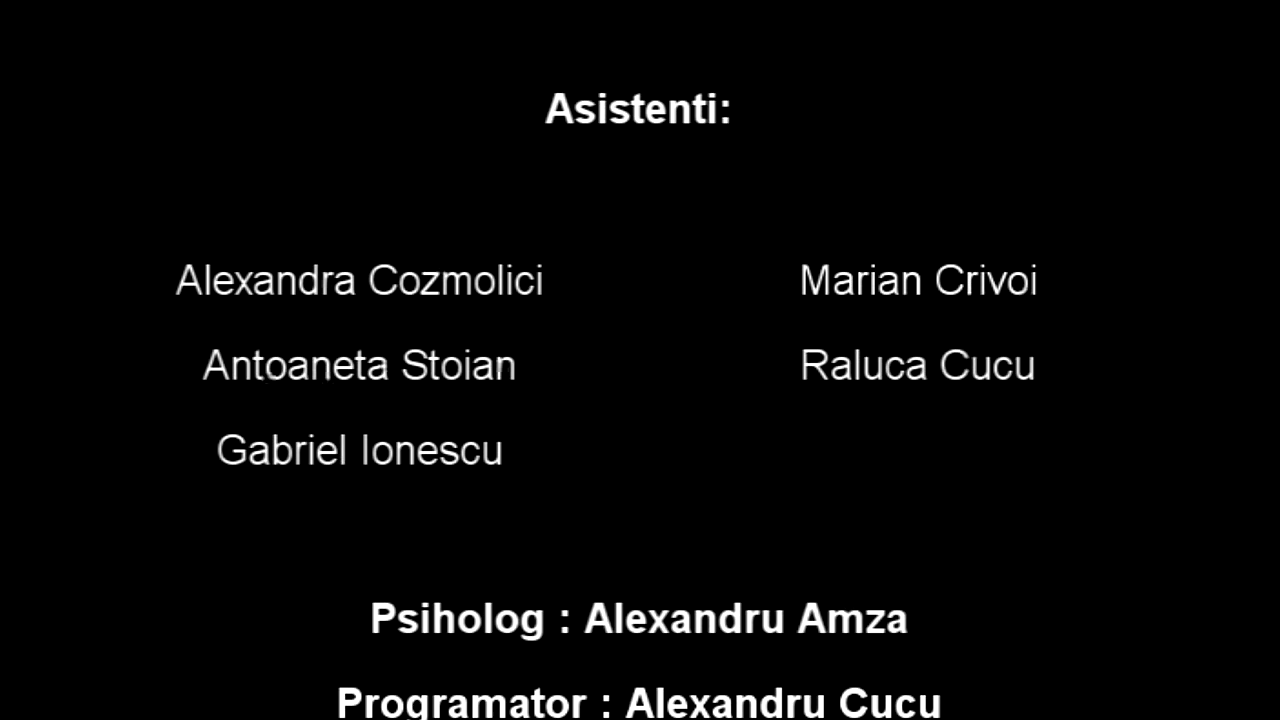 Asistenti:
Alexandra Cozmolici
Marian Crivoi
Antoaneta Stoian
Raluca Cucu
Gabriel Ionescu
Psiholog : Alexandru Amza
Programator : Alexandru Cucu